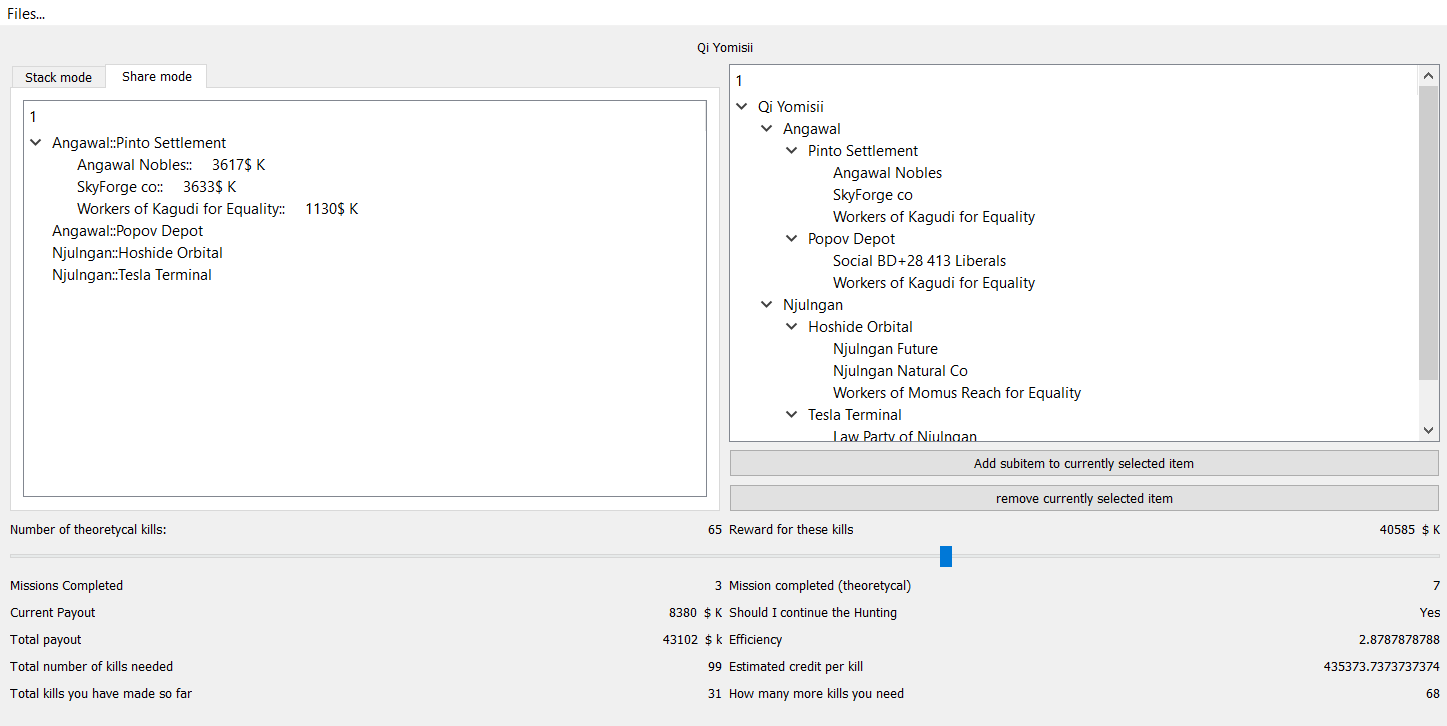 Files...
Qi Yomisii
Stack mode
Share mode
1
Angawal::Pinto Settlement
Angawal Nobles:: 3617$ K
SkyForge co:: 3633$ K
Workers of Kagudi for Equality:: 1130$ K
Angawal::Popov Depot
Njulngan::Hoshide Orbital
Njulngan::Tesla Terminal
1
Qi Yomisii
Angawal
Pinto Settlement
Angawal Nobles
SkyForge co
Workers of Kagudi for Equality
Popov Depot
Social BD+28 413 Liberals
Workers of Kagudi for Equality
Njulngan
Hoshide Orbital
Njulngan Future
Njulngan Natural Co
Workers of Momus Reach for Equality
Tesla Terminal
Law Party of Njulngan
Add subitem to currently selected item
remove currently selected item
Number of theoretycal kills: 65 Reward for these kills 40585 $ K
Missions Completed 3 Mission completed (theoretycal) 7
Current Payout 8380 $ K Should I continue the Hunting Yes
Total payout 43102 $ k Efficiency 2.8787878788
Total number of kills needed 99 Estimated credit per kill 435373.7373737374
Total kills you have made so far 31 How many more kills you need 68